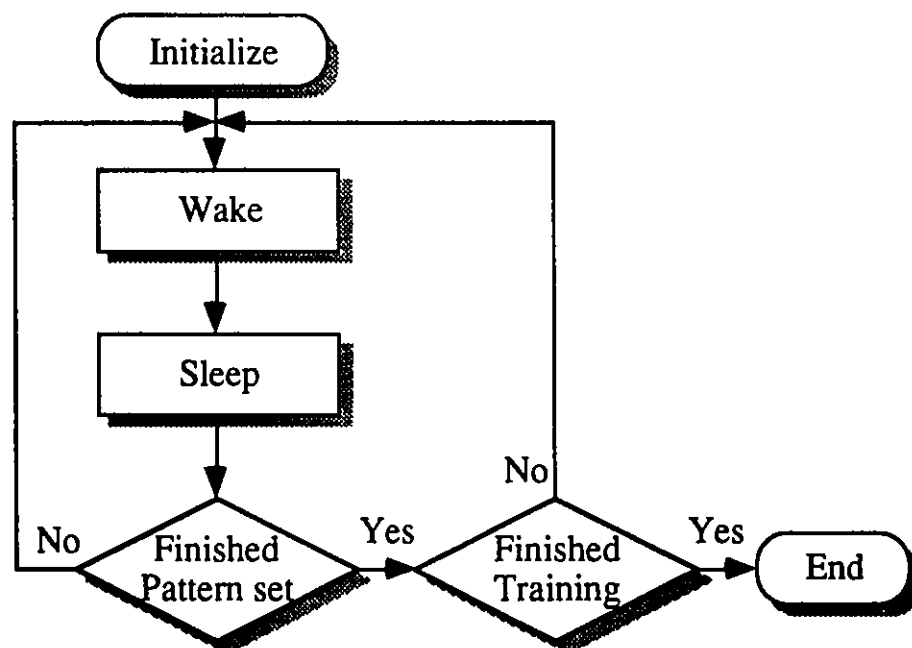 Initialize
Wake
Sleep
No
Finished
Pattern set
Yes
No
Finished
Training
Yes
End